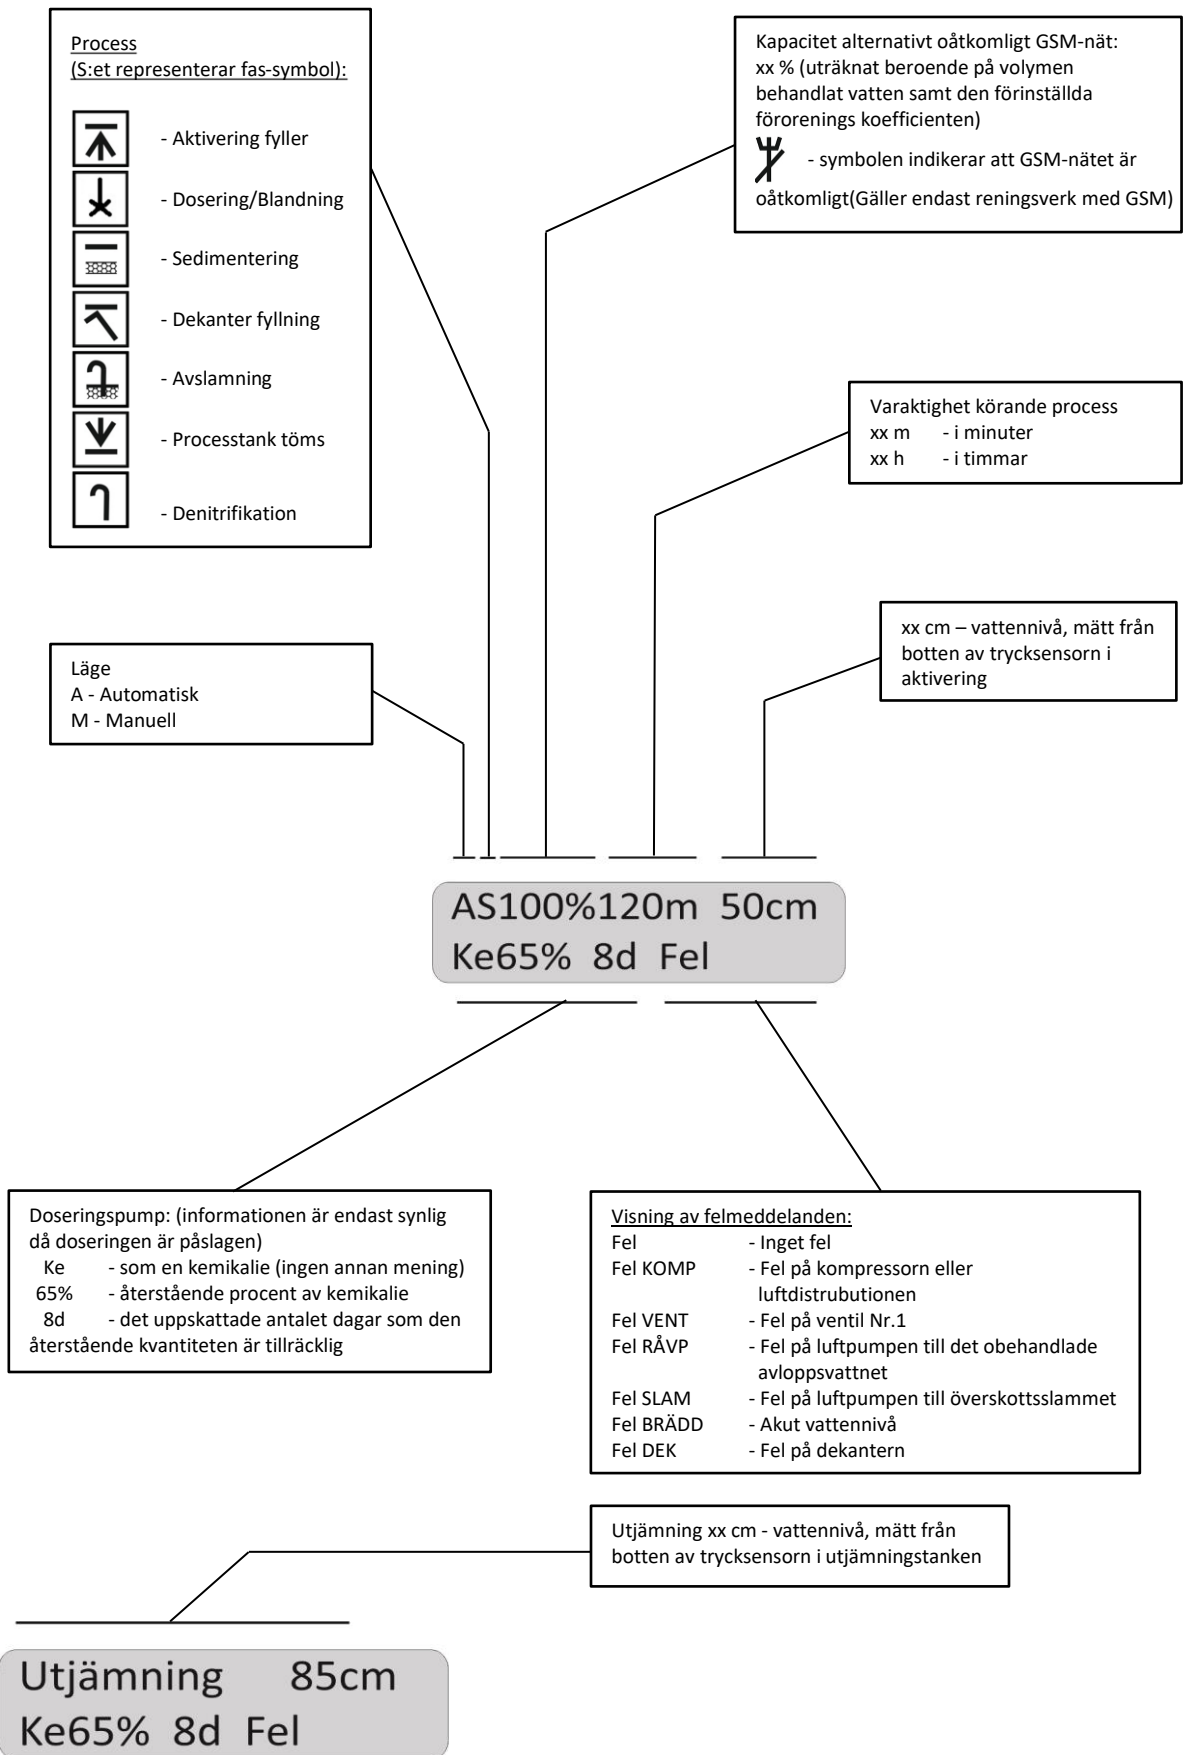 Process
(S:et representerar fas-symbol):
- Aktivering fyller
- Dosering/Blandning
- Sedimentering
- Dekanter fyllning
- Avslamning
- Processtank töms
- Denitrifikation
Kapacitet alternativt oåtkomligt GSM-nät:
xx % (uträknat beroende på volymen
behandlat vatten samt den förinställda
förorenings koefficienten)
- symbolen indikerar att GSM-nätet är
oåtkomligt(Gäller endast reningsverk med GSM)
Varaktighet körande process
xx m - i minuter
xx h - i timmar
xx cm – vattennivå, mätt från
botten av trycksensorn i
aktivering
Läge
A - Automatisk
M - Manuell
AS100%120m 50cm
Ke65% 8d Fel
Doseringspump: (informationen är endast synlig
då doseringen är påslagen)
Ke - som en kemikalie (ingen annan mening)
65% - återstående procent av kemikalie
8d - det uppskattade antalet dagar som den
återstående kvantiteten är tillräcklig
Visning av felmeddelanden:
Fel - Inget fel
Fel KOMP - Fel på kompressorn eller
luftdistrubutionen
Fel VENT - Fel på ventil Nr.1
Fel RÅVP - Fel på luftpumpen till det obehandlade
avloppsvattnet
Fel SLAM - Fel på luftpumpen till överskottsslammet
Fel BRÄDD - Akut vattennivå
Fel DEK - Fel på dekantern
Utjämning xx cm - vattennivå, mätt från
botten av trycksensorn i utjämningstanken
Utjämning 85cm
Ke65% 8d Fel